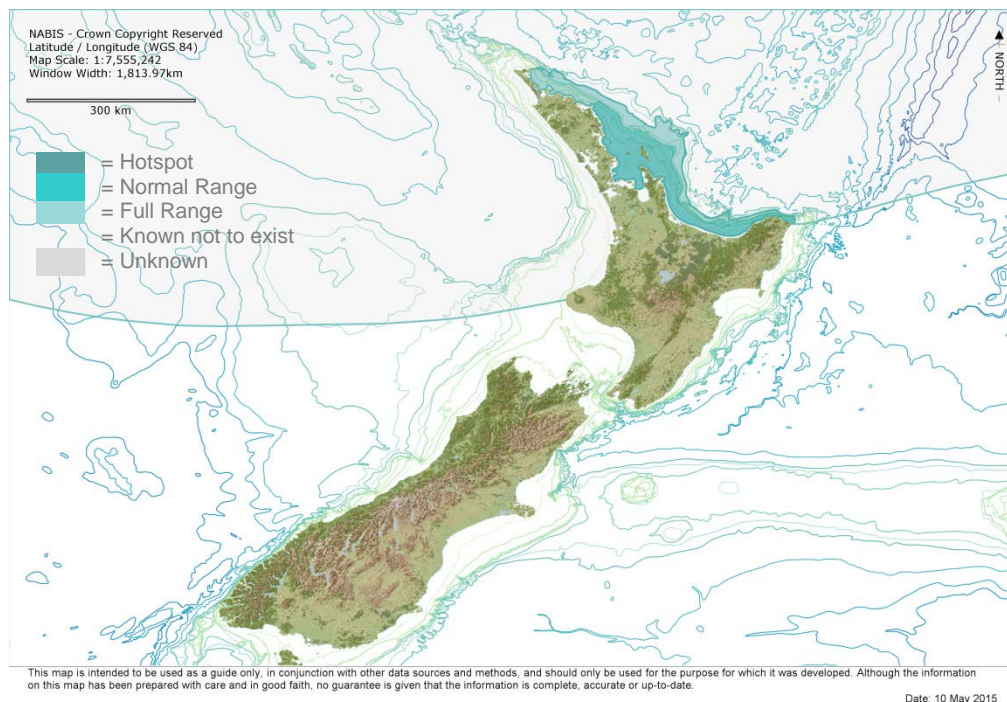 NABIS - Crown Copyright Reserved
Latitude / Longitude (WGS 84)
Map Scale: 1:7,555,242
Window Width: 1,813.97km
300 km
NORTH
= Hotspot
= Normal Range
= Full Range
= Known not to exist
= Unknown
This map is intended to be used as a guide only, in conjunction with other data sources and methods, and should only be used for the purpose for which it was developed. Although the information
on this map has been prepared with care and in good faith, no guarantee is given that the information is complete, accurate or up-to-date.
Date: 10 May 2015